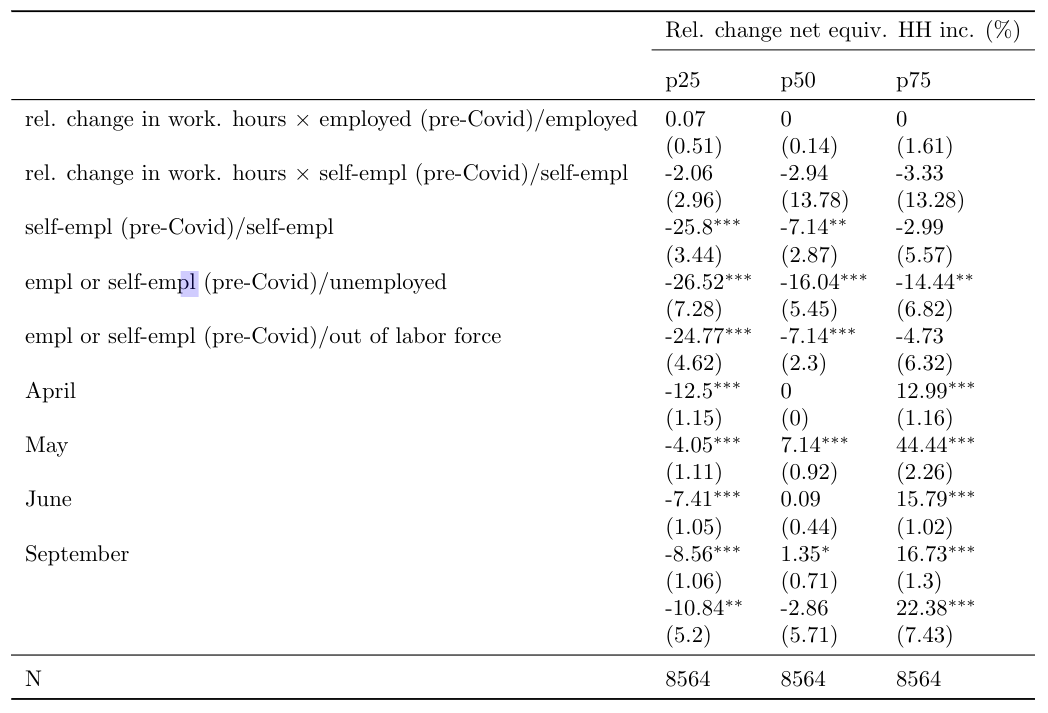 Rel. change net equiv. HH inc. (%)
p25 p50 p75
rel. change in work. hours × employed (pre-Covid)/employed 0.07 0 0
(0.51) (0.14) (1.61)
rel. change in work. hours × self-empl (pre-Covid)/self-empl -2.06 -2.94 -3.33
(2.96) (13.78) (13.28)
self-empl (pre-Covid)/self-empl -25.8*** -7.14** -2.99
(3.44) (2.87) (5.57)
empl or self-empl (pre-Covid)/unemployed -26.52*** -16.04*** -14.44**
(7.28) (5.45) (6.82)
empl or self-empl (pre-Covid)/out of labor force -24.77*** -7.14*** -4.73
(4.62) (2.3) (6.32)
April -12.5*** 0 12.99***
(1.15) (0) (1.16)
May -4.05*** 7.14*** 44.44***
(1.11) (0.92) (2.26)
June -7.41*** 0.09 15.79***
(1.05) (0.44) (1.02)
September -8.56*** 1.35* 16.73***
(1.06) (0.71) (1.3)
-10.84** -2.86 22.38***
(5.2) (5.71) (7.43)
N 8564 8564 8564